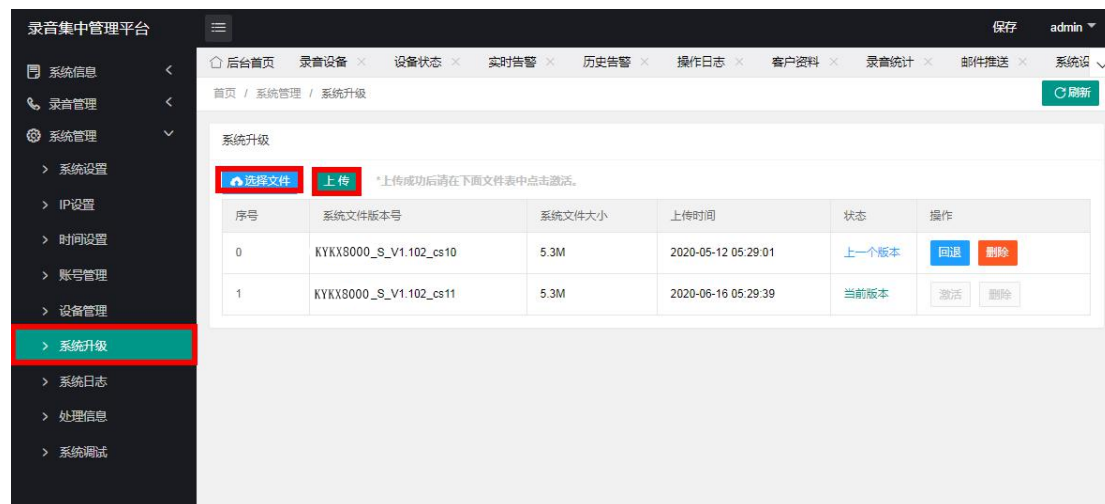 录音集中管理平台
保存 admin
系统信息
录音管理
系统管理
系统设置
IP设置
时间设置
账号管理
设备管理
系统升级
系统日志
处理信息
系统调试
后台首页 录音设备 设备状态 实时告警 历史告警 操作日志 客户资料 录音统计 邮件推送 系统设
首页 / 系统管理 / 系统升级
刷新
系统升级
选择文件 上传 *上传成功后请在下面文件表中点击激活。
序号 系统文件版本号 系统文件大小 上传时间 状态 操作
0 KYKX8000_S_V1.102_cs10 5.3M 2020-05-12 05:29:01 上一个版本 回退 删除
1 KYKX8000_S_V1.102_cs11 5.3M 2020-06-16 05:29:39 当前版本 激活 删除